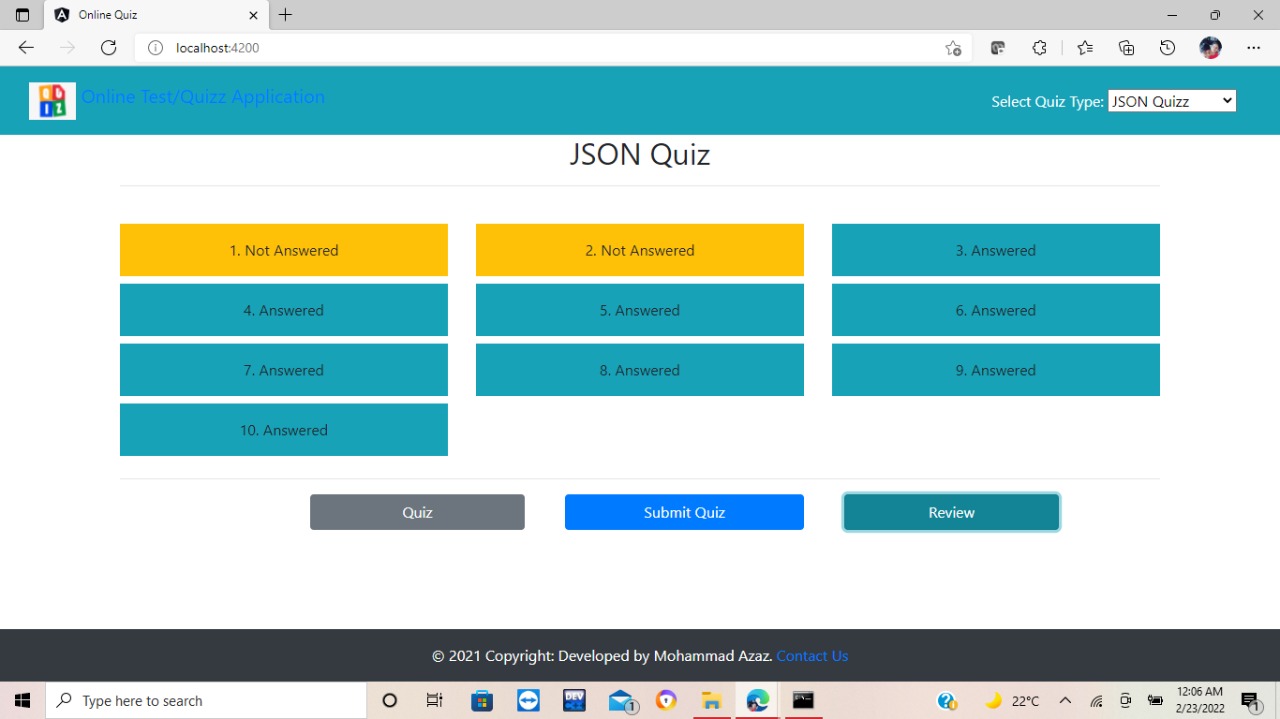 Online Quiz
localhost:4200
Online Test/Quizz Application
Select Quiz Type: JSON Quizz
JSON Quiz
1. Not Answered
2. Not Answered
3. Answered
4. Answered
5. Answered
6. Answered
7. Answered
8. Answered
9. Answered
10. Answered
Quiz
Submit Quiz
Review
© 2021 Copyright: Developed by Mohammad Azaz. Contact Us
Type here to search
DEV
1
22°C
12:06 AM
2/23/2022
1